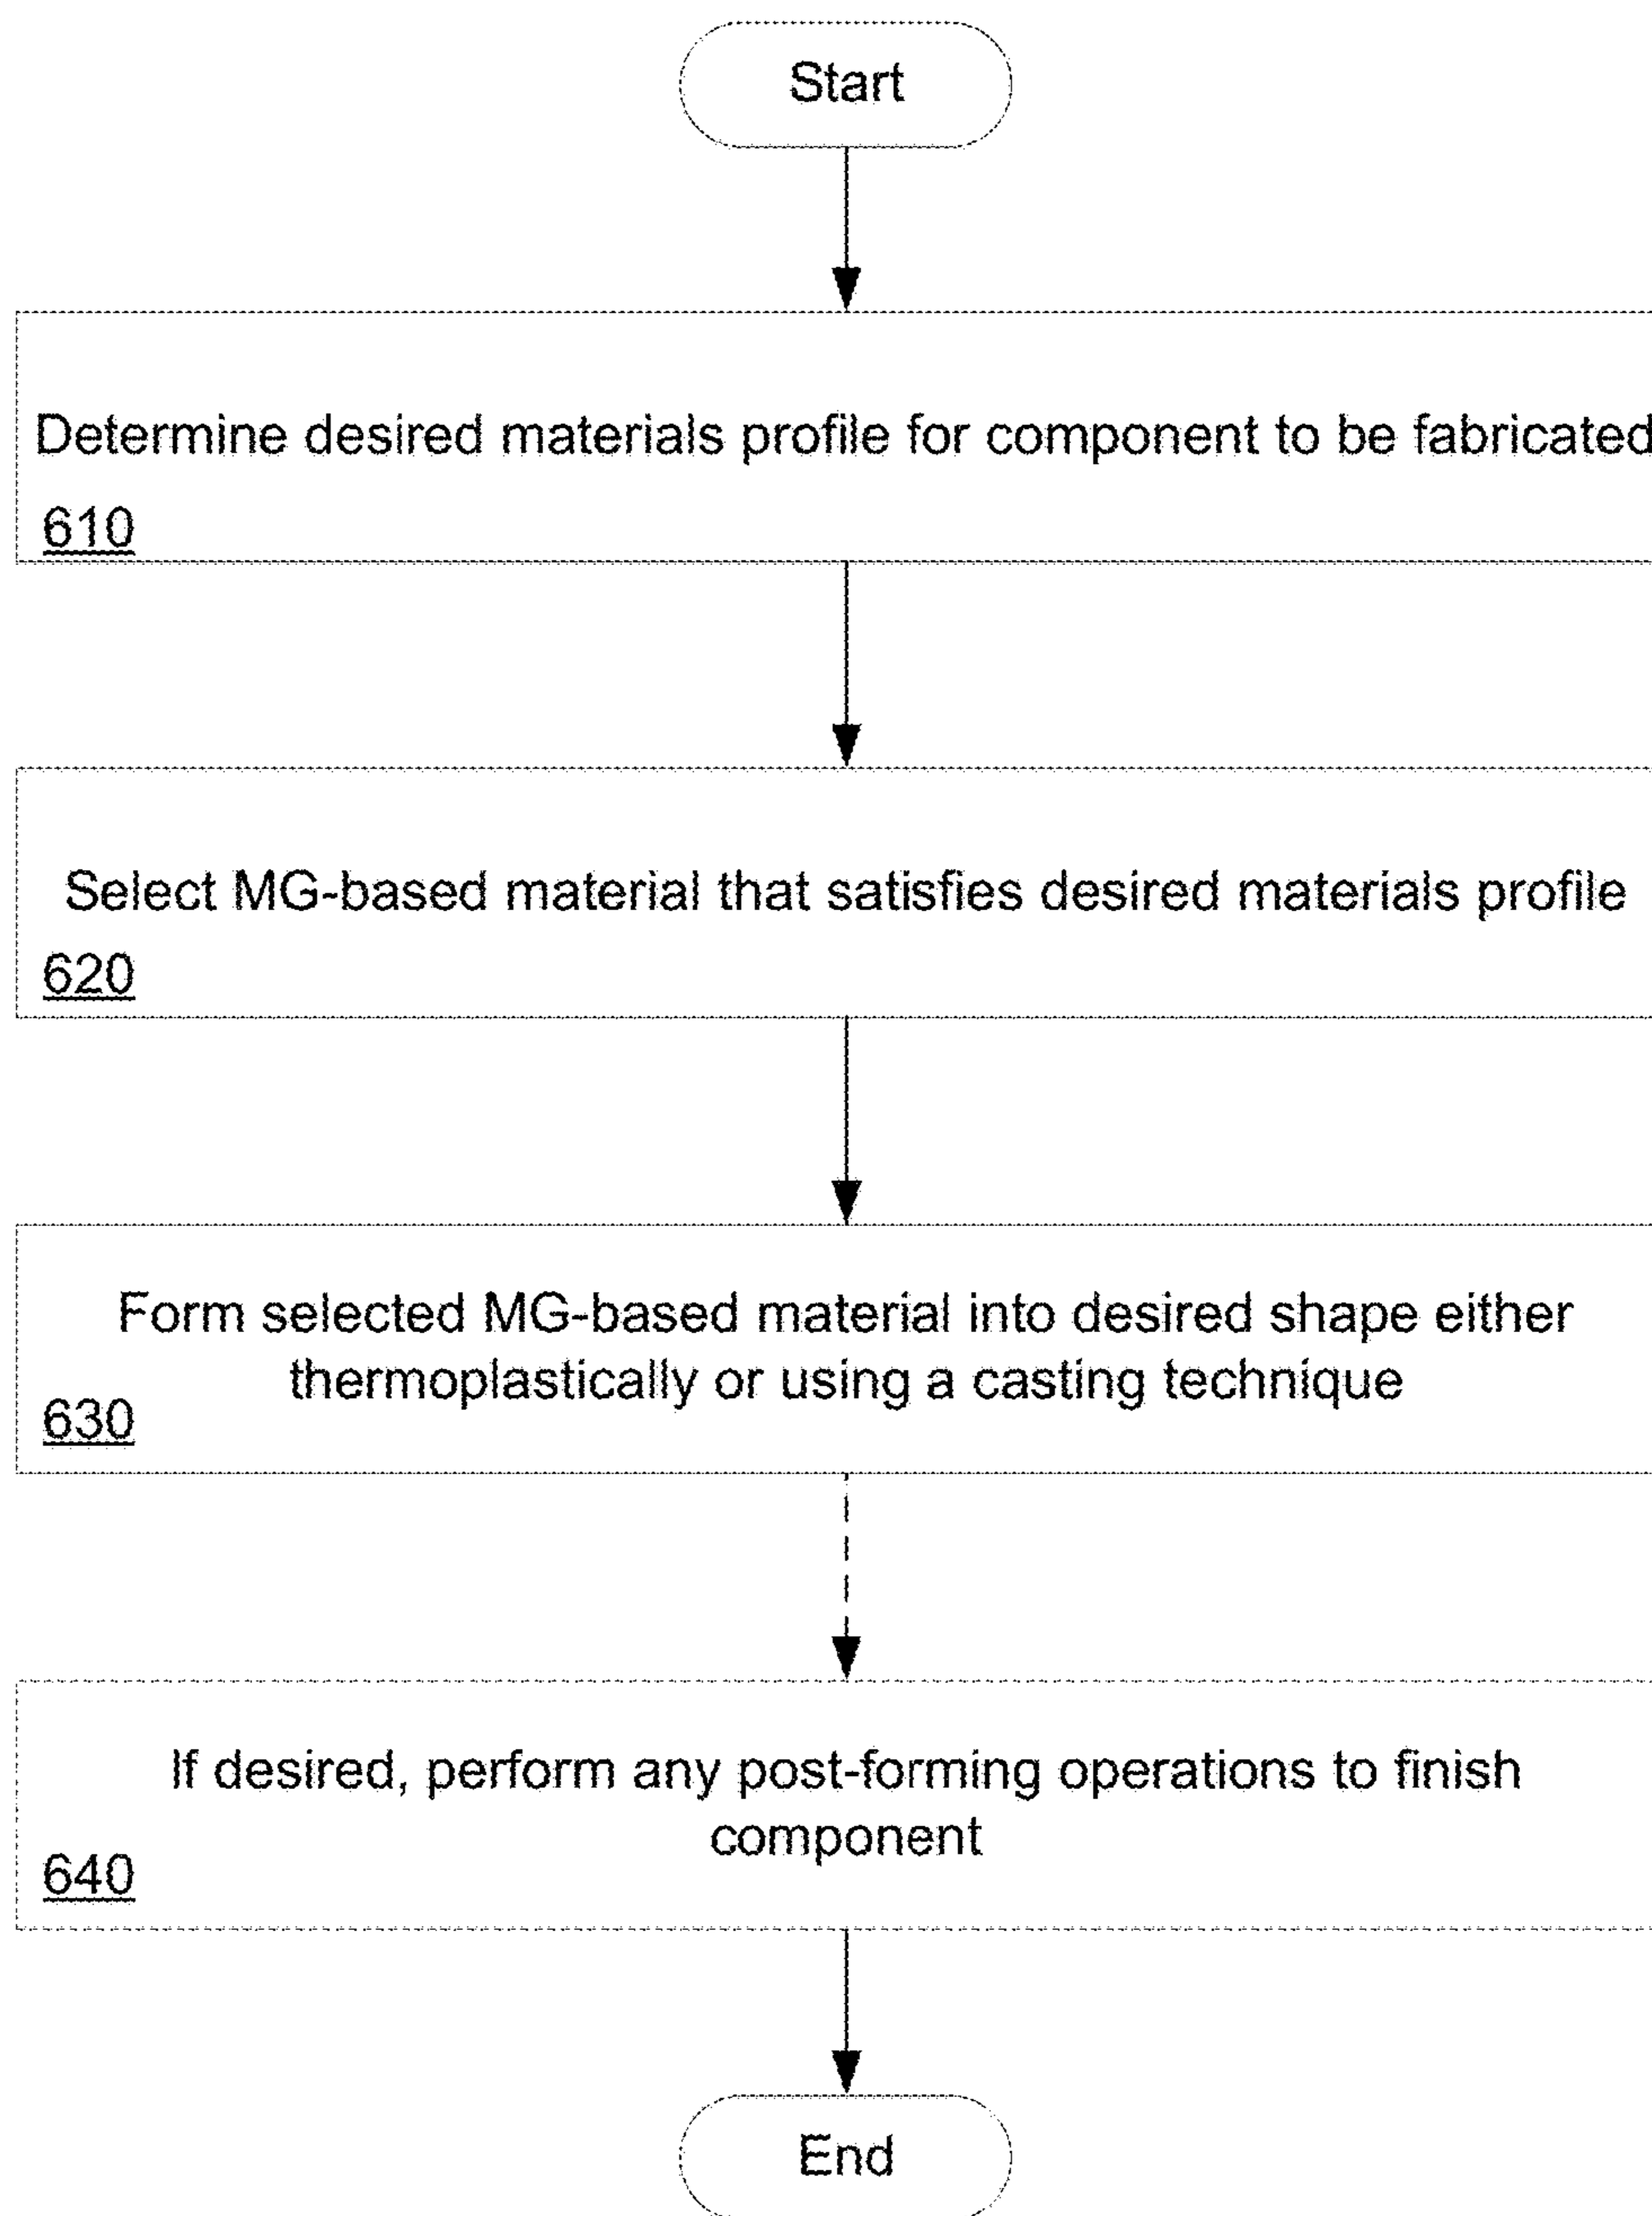 Start
Determine desired materials profile for component to be fabricated
610
Select MG-based material that satisfies desired materials profile
620
Form selected MG-based material into desired shape either
thermoplastically or using a casting technique
630
If desired, perform any post-forming operations to finish
component
640
End